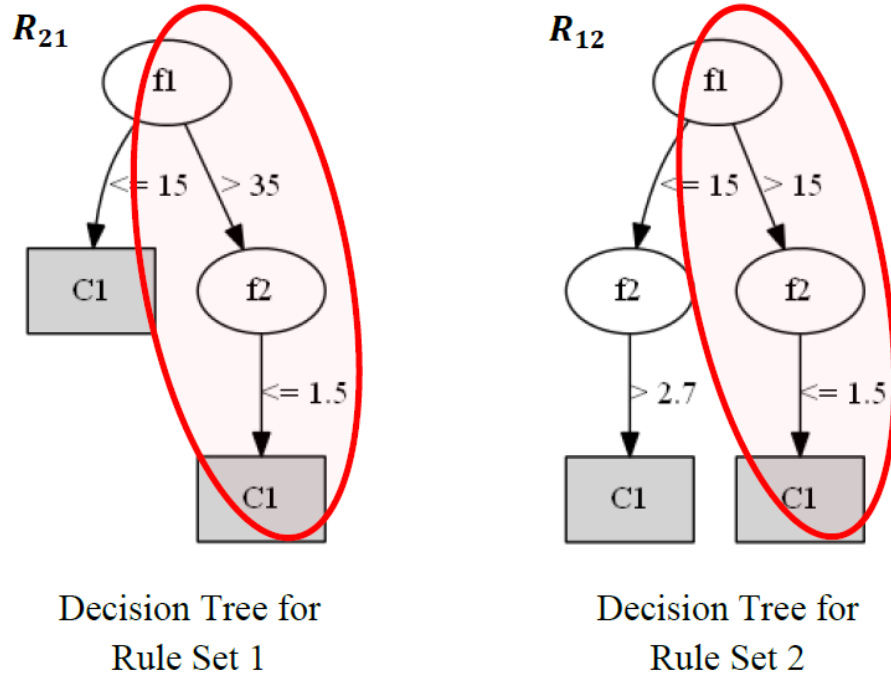 R21
f1
<= 15
> 35
C1
f2
<= 1.5
C1
Decision Tree for
Rule Set 1
R12
f1
<= 15
> 15
f2
f2
> 2.7
<= 1.5
C1
C1
Decision Tree for
Rule Set 2